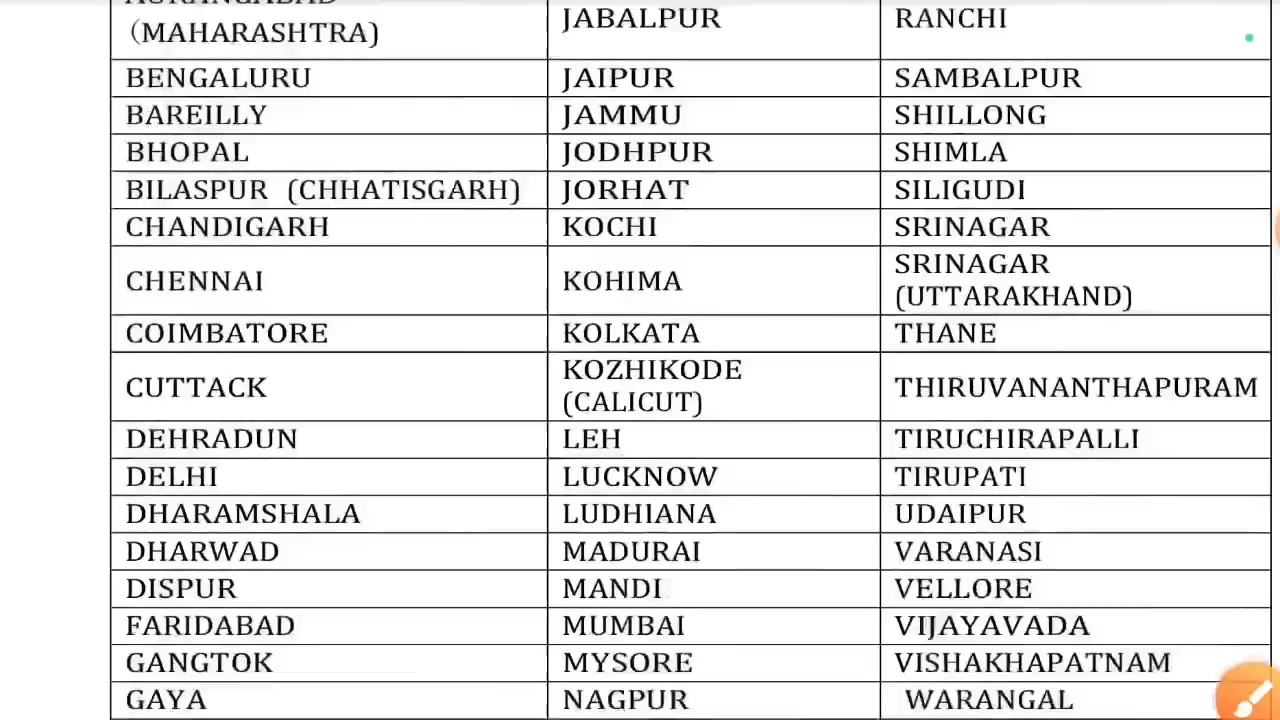 (MAHARASHTRA)
JABALPUR
RANCHI
BENGALURU
JAIPUR
SAMBALPUR
BAREILLY
JAMMU
SHILLONG
BHOPAL
JODHPUR
SHIMLA
BILASPUR (CHHATISGARH)
JORHAT
SILIGUDI
CHANDIGARH
KOCHI
SRINAGAR
CHENNAI
KOHIMA
SRINAGAR
(UTTARAKHAND)
COIMBATORE
KOLKATA
THANE
CUTTACK
KOZHIKODE
(CALICUT)
THIRUVANANTHAPURAM
DEHRADUN
LEH
TIRUCHIRAPALLI
DELHI
LUCKNOW
TIRUPATI
DHARAMSHALA
LUDHIANA
UDAIPUR
DHARWAD
MADURAI
VARANASI
DISPUR
MANDI
VELLORE
FARIDABAD
MUMBAI
VIJAYAVADA
GANGTOK
MYSORE
VISHAKHAPATNAM
GAYA
NAGPUR
WARANGAL